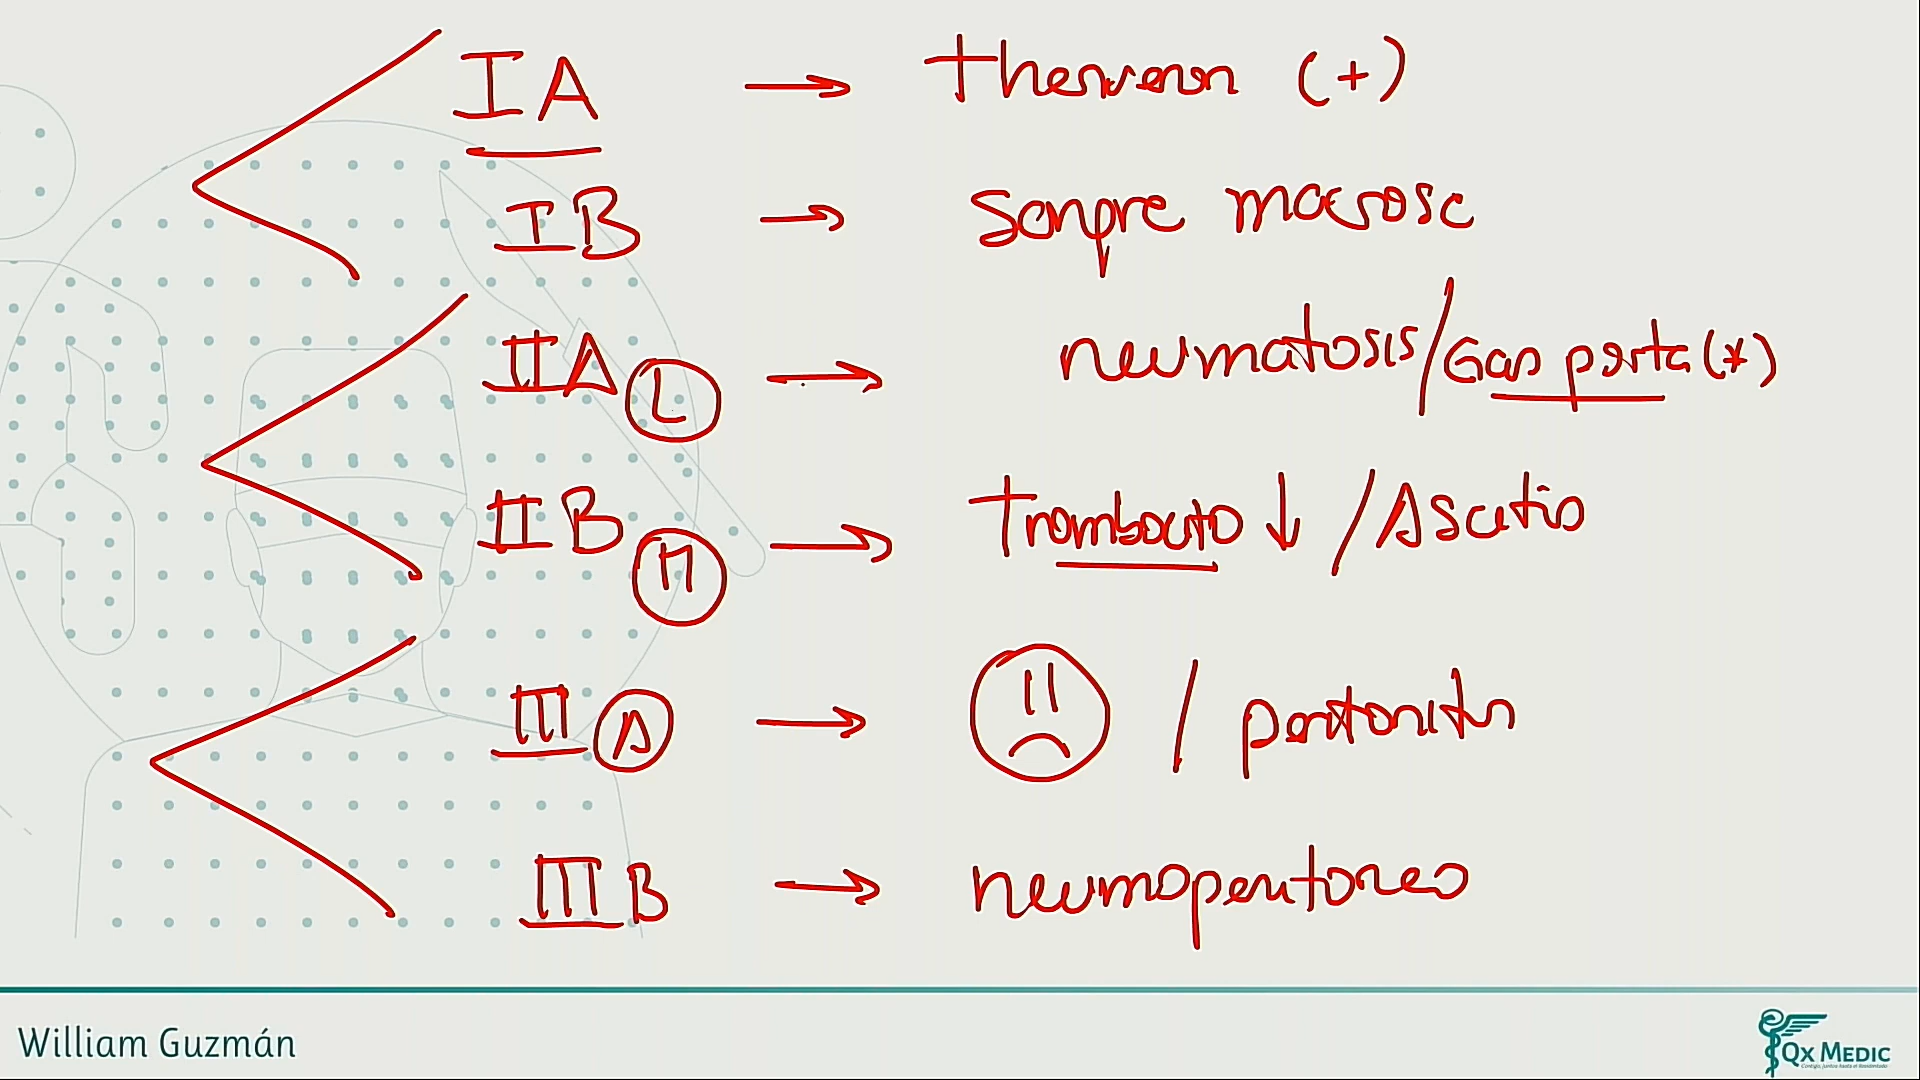 IA → Thevenon (+)
IB → Sangre macrosc
IIA L → neumatosis / Gas porta (*)
IIB M → Trombocito ↓ / Ascitis
III A → / peritonitis
III B → neumoperitoneo
William Guzmán
Qx MEDIC